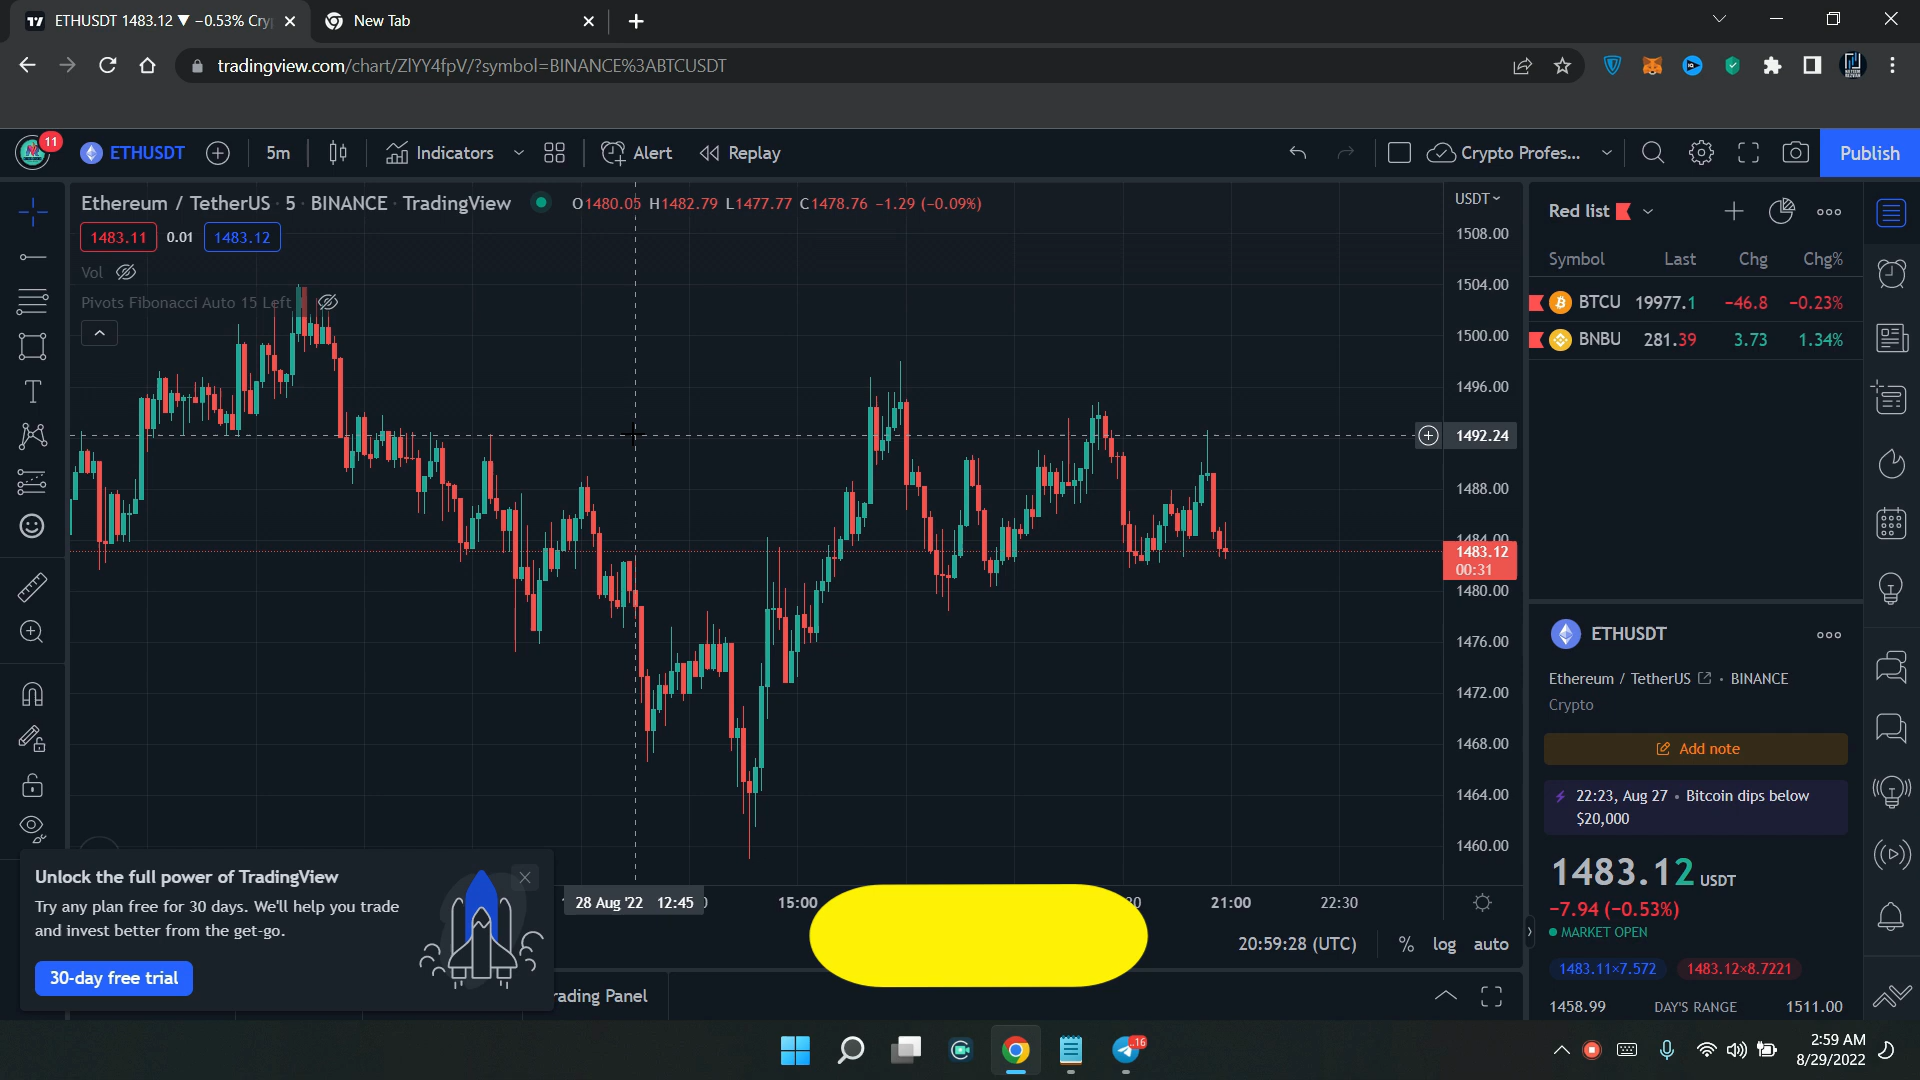 ETHUSDT 1483.12 ▼ −0.53% Cry
New Tab
tradingview.com/chart/ZlYY4fpV/?symbol=BINANCE%3ABTCUSDT
11
ETHUSDT
5m
Indicators
Alert
Replay
Crypto Profes...
Publish
Ethereum / TetherUS · 5 · BINANCE · TradingView
O1480.05 H1482.79 L1477.77 C1478.76 −1.29 (−0.09%)
1483.11 0.01 1483.12
Vol
Pivots Fibonacci Auto 15 Left
USDT
1508.00
1504.00
1500.00
1496.00
1492.24
1488.00
1484.00
1483.12
00:31
1480.00
1476.00
1472.00
1468.00
1464.00
1460.00
Red list
Symbol Last Chg Chg%
BTCU 19977.1 −46.8 −0.23%
BNBU 281.39 3.73 1.34%
ETHUSDT
Ethereum / TetherUS · BINANCE
Crypto
Add note
22:23, Aug 27 · Bitcoin dips below
$20,000
1483.12 USDT
−7.94 (−0.53%)
MARKET OPEN
1483.11×7.572 1483.12×8.7221
1458.99 DAY'S RANGE 1511.00
Unlock the full power of TradingView
Try any plan free for 30 days. We'll help you trade
and invest better from the get-go.
30-day free trial
28 Aug '22 12:45
15:00
21:00
22:30
20:59:28 (UTC)
% log auto
rading Panel
16
2:59 AM
8/29/2022